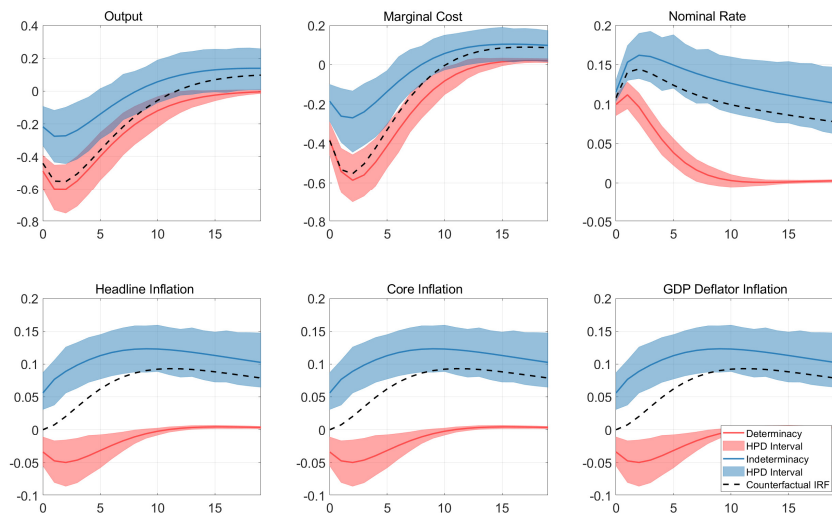 Output
0.4
0.2
0
-0.2
-0.4
-0.6
-0.8
0 5 10 15
Marginal Cost
0.2
0
-0.2
-0.4
-0.6
-0.8
0 5 10 15
Nominal Rate
0.2
0.15
0.1
0.05
0
-0.05
0 5 10 15
Headline Inflation
0.2
0.15
0.1
0.05
0
-0.05
-0.1
0 5 10 15
Core Inflation
0.2
0.15
0.1
0.05
0
-0.05
-0.1
0 5 10 15
GDP Deflator Inflation
0.2
0.15
0.1
0.05
0
-0.05
-0.1
0 5 10 15
Determinacy
HPD Interval
Indeterminacy
HPD Interval
Counterfactual IRF